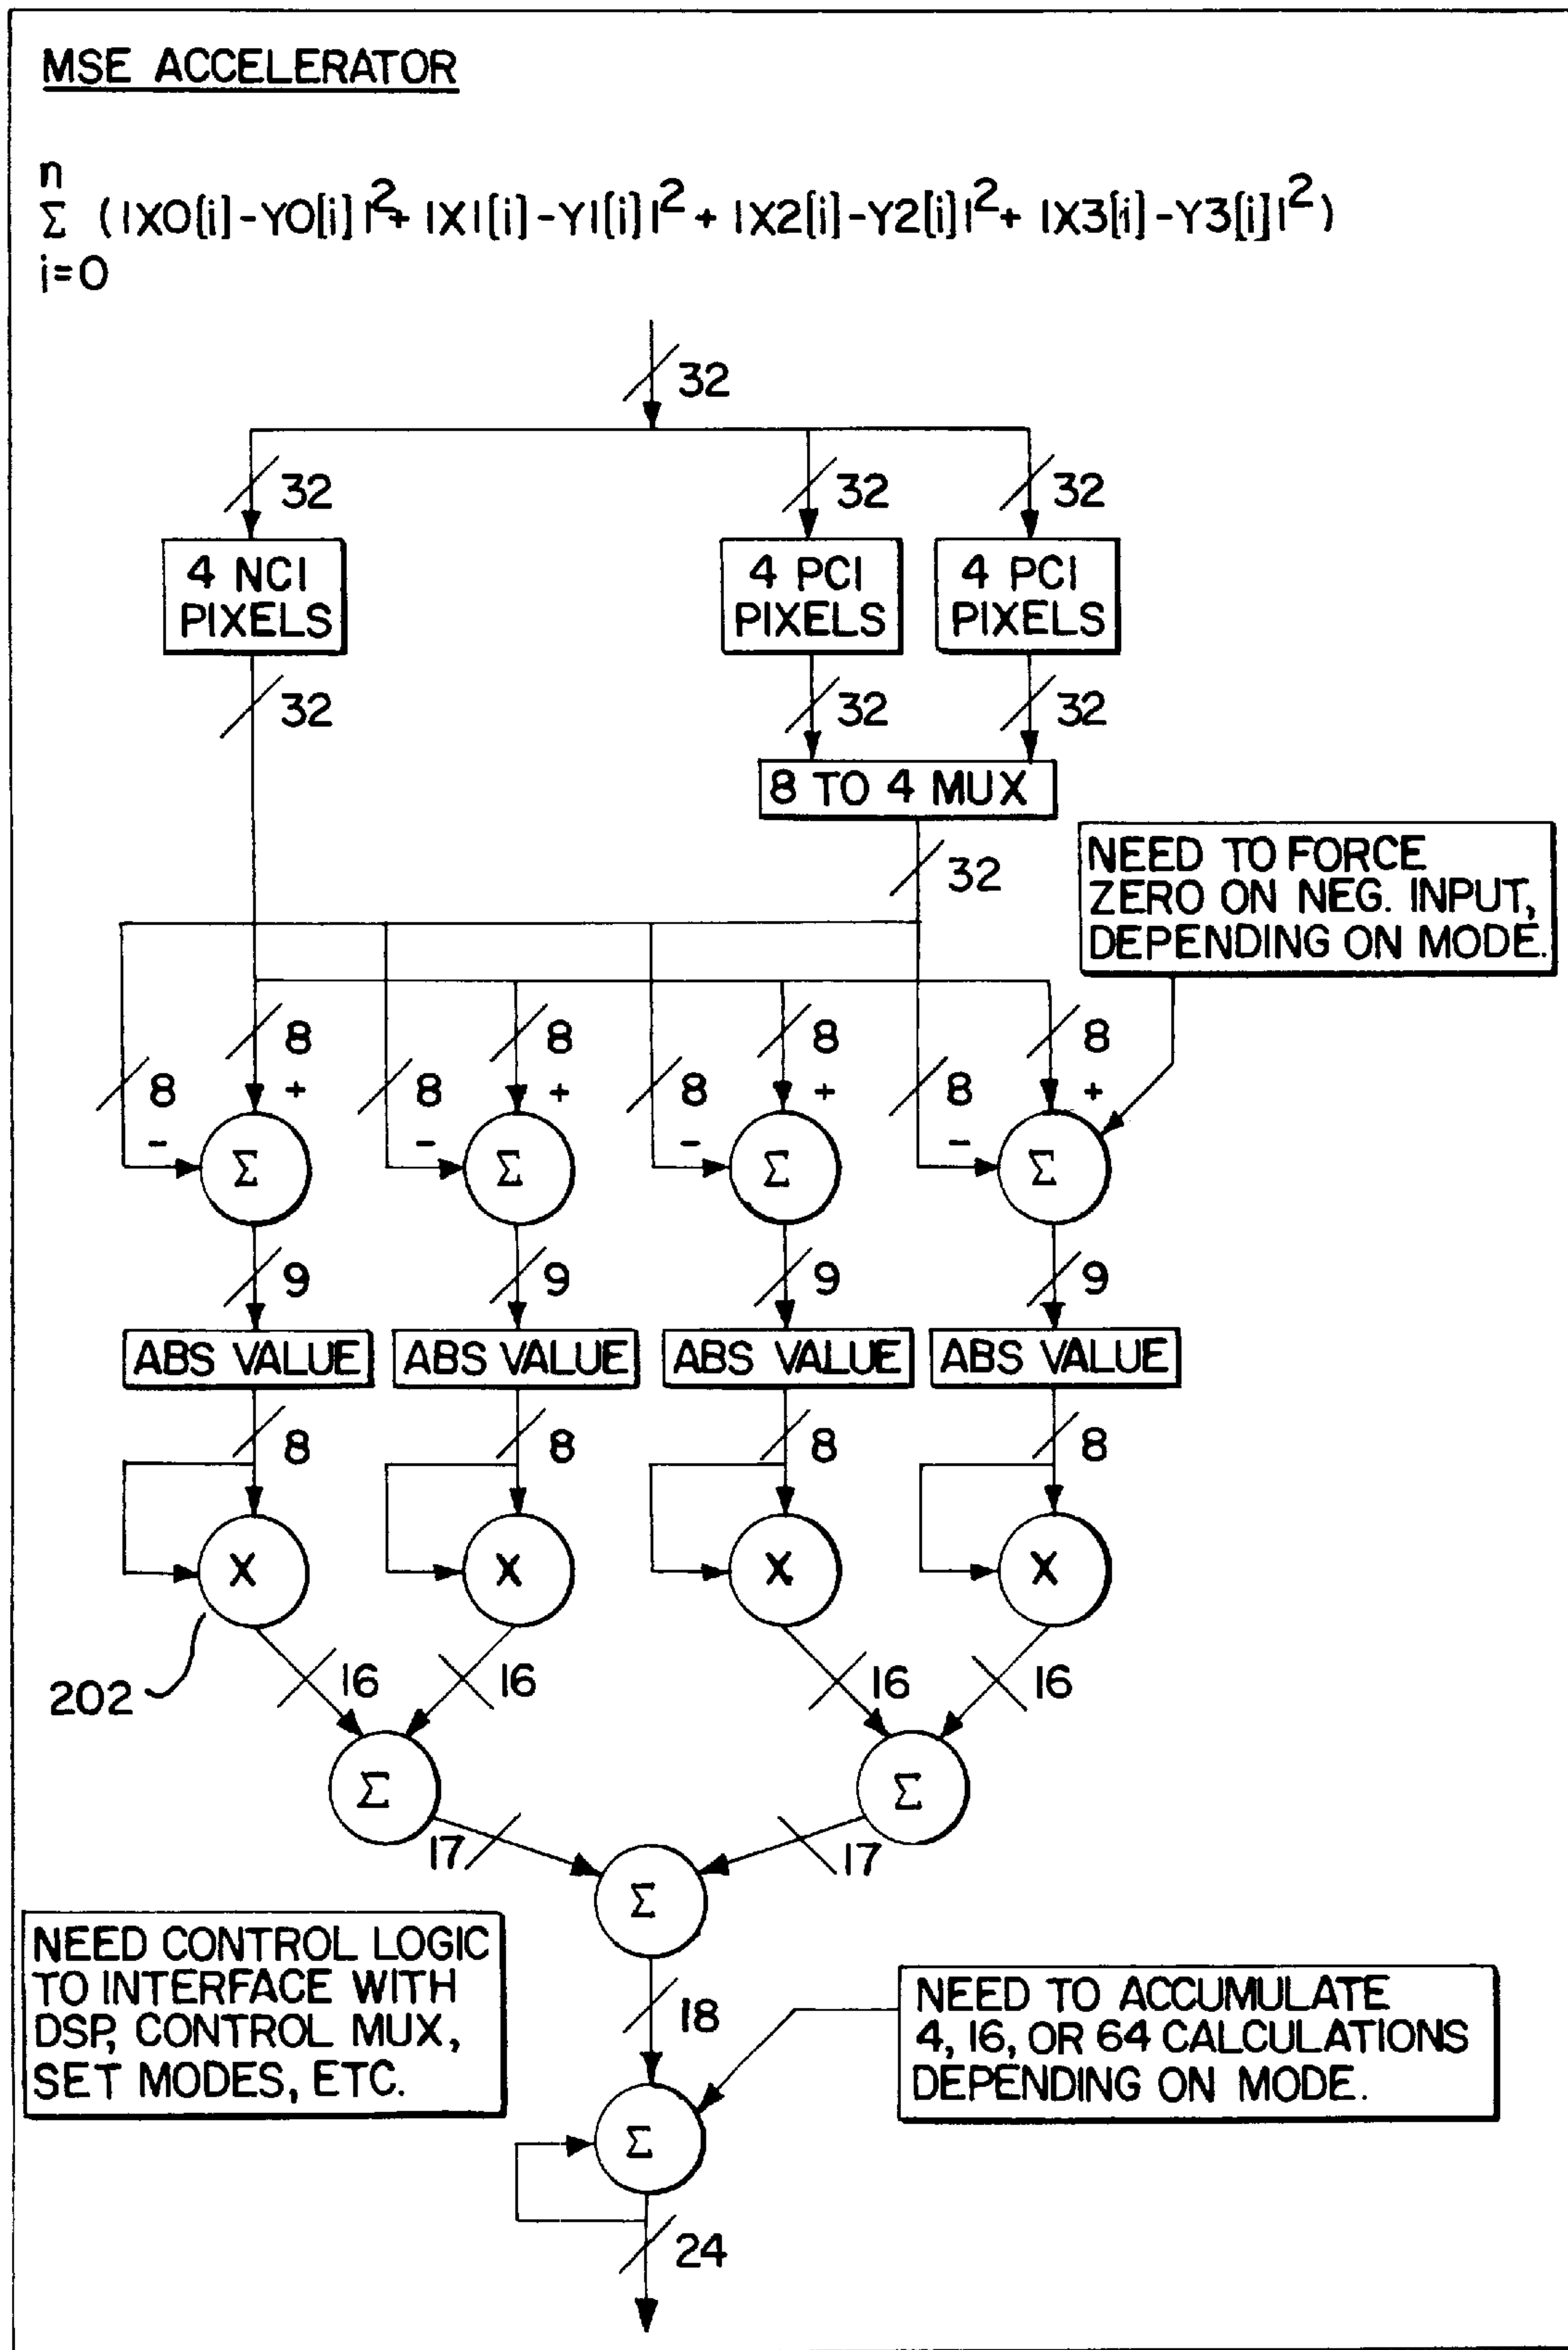 MSE ACCELERATOR
n
Σ (|X0[i]-Y0[i]|²+ |X1[i]-Y1[i]|²+ |X2[i]-Y2[i]|²+ |X3[i]-Y3[i]|²)
i=0
32
32 32 32
4 NCI PIXELS
4 PCI PIXELS
4 PCI PIXELS
32 32 32
8 TO 4 MUX
32
NEED TO FORCE
ZERO ON NEG. INPUT,
DEPENDING ON MODE.
8 8 8 8
8 + 8 + 8 + 8 +
- - - -
Σ Σ Σ Σ
9 9 9 9
ABS VALUE ABS VALUE ABS VALUE ABS VALUE
8 8 8 8
X X X X
202
16 16 16 16
Σ Σ
17 17
Σ
NEED CONTROL LOGIC
TO INTERFACE WITH
DSP, CONTROL MUX,
SET MODES, ETC.
18
NEED TO ACCUMULATE
4, 16, OR 64 CALCULATIONS
DEPENDING ON MODE.
Σ
24